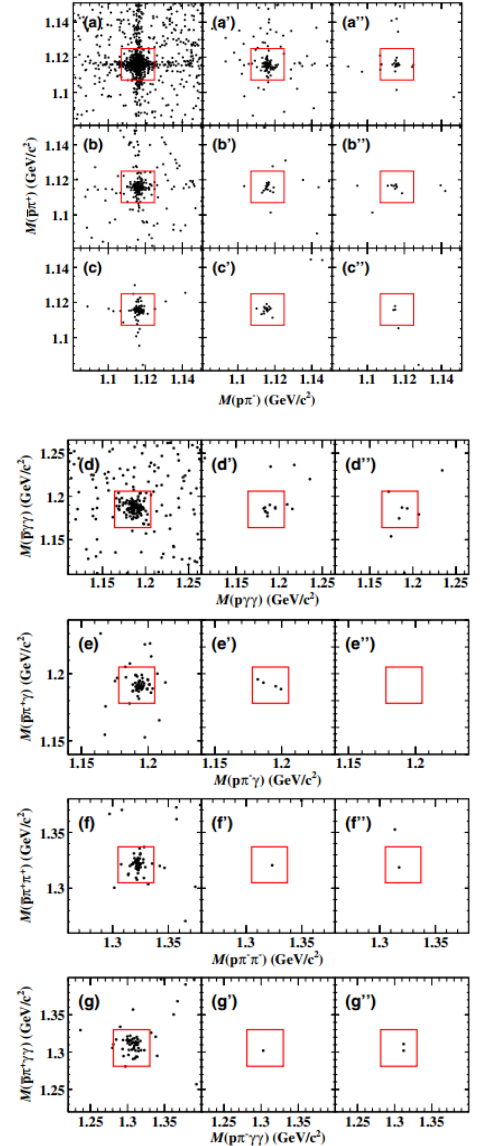 (a) (a') (a'')
1.14
1.12
1.1
(b) (b') (b'')
1.14
1.12
1.1
M(p̄π⁺) (GeV/c²)
(c) (c') (c'')
1.14
1.12
1.1
1.1 1.12 1.14 1.1 1.12 1.14 1.1 1.12 1.14
M(pπ⁻) (GeV/c²)
(d) (d') (d'')
1.25
1.2
1.15
M(p̄γγ) (GeV/c²)
1.15 1.2 1.25 1.15 1.2 1.25 1.15 1.2 1.25
M(pγγ) (GeV/c²)
(e) (e') (e'')
1.2
1.14
M(p̄π⁺γ) (GeV/c²)
1.15 1.2 1.15 1.2 1.15 1.2
M(pπ⁻γ) (GeV/c²)
(f) (f') (f'')
1.35
1.3
M(p̄π⁺π⁺) (GeV/c²)
1.3 1.35 1.3 1.35 1.3 1.35
M(pπ⁻π⁻) (GeV/c²)
(g) (g') (g'')
1.3
1.25
M(p̄π⁺γγ) (GeV/c²)
1.25 1.3 1.35 1.25 1.3 1.35 1.25 1.3 1.35
M(pπ⁻γγ) (GeV/c²)